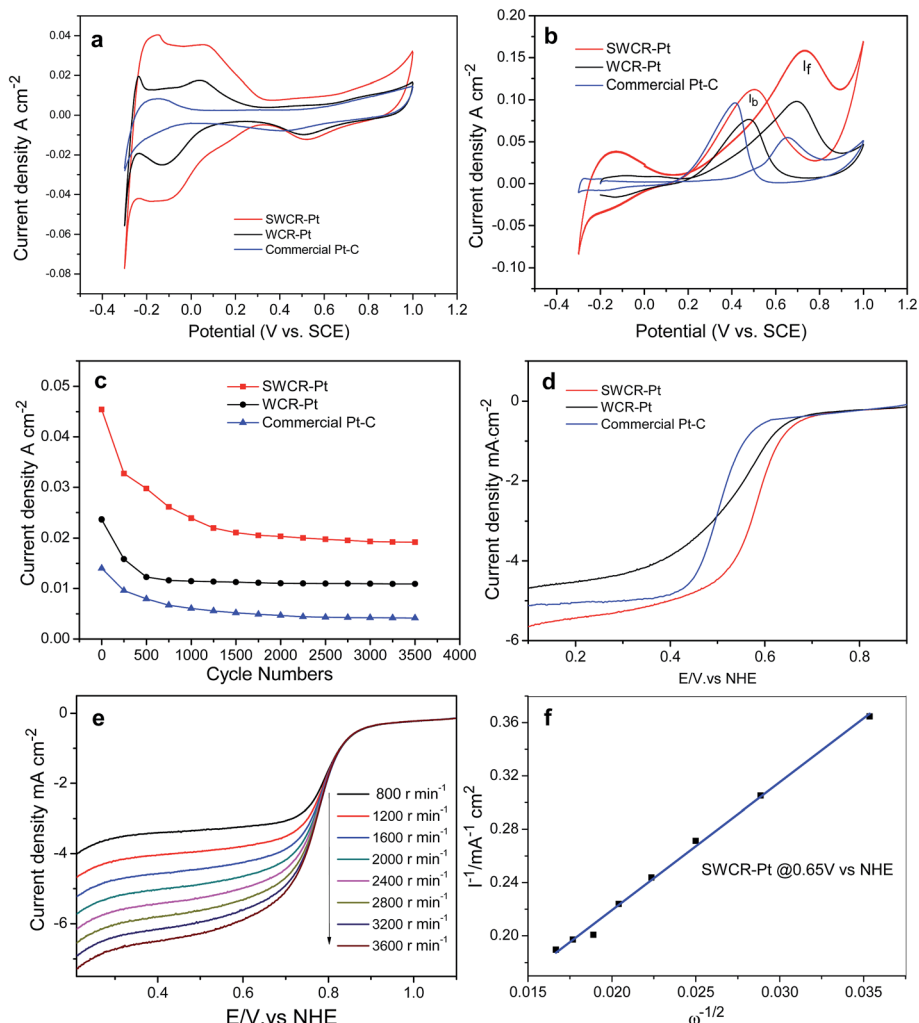 a
Current density A cm-2
0.04
0.02
0.00
-0.02
-0.04
-0.06
-0.08
SWCR-Pt
WCR-Pt
Commercial Pt-C
-0.4 -0.2 0.0 0.2 0.4 0.6 0.8 1.0 1.2
Potential (V vs. SCE)
b
Current density A cm-2
0.20
0.15
0.10
0.05
0.00
-0.05
-0.10
SWCR-Pt
WCR-Pt
Commercial Pt-C
If
Ib
-0.4 -0.2 0.0 0.2 0.4 0.6 0.8 1.0 1.2
Potential (V vs. SCE)
c
Current density A cm-2
0.05
0.04
0.03
0.02
0.01
0.00
SWCR-Pt
WCR-Pt
Commercial Pt-C
0 500 1000 1500 2000 2500 3000 3500 4000
Cycle Numbers
d
Current density mA·cm-2
0
-2
-4
-6
SWCR-Pt
WCR-Pt
Commercial Pt-C
0.2 0.4 0.6 0.8
E/V.vs NHE
e
Current density mA cm-2
0
-2
-4
-6
800 r min-1
1200 r min-1
1600 r min-1
2000 r min-1
2400 r min-1
2800 r min-1
3200 r min-1
3600 r min-1
0.4 0.6 0.8 1.0
E/V.vs NHE
f
I-1/mA-1 cm2
0.36
0.32
0.28
0.24
0.20
SWCR-Pt @0.65V vs NHE
0.015 0.020 0.025 0.030 0.035
ω-1/2